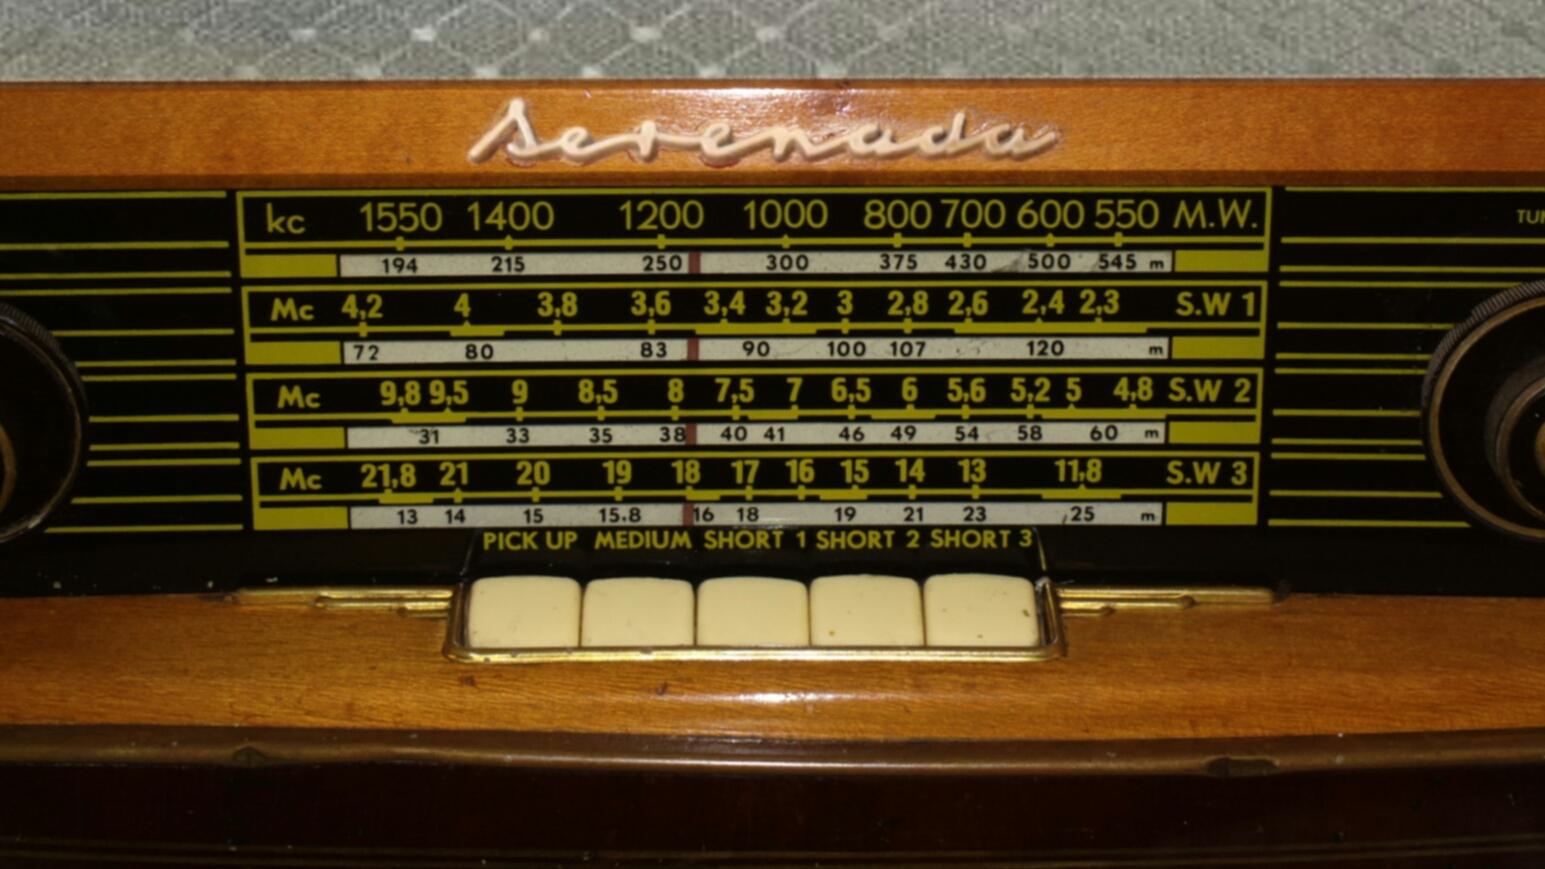 Serenada
kc 1550 1400 1200 1000 800 700 600 550 M.W.
194 215 250 300 375 430 500 545 m
Mc 4,2 4 3,8 3,6 3,4 3,2 3 2,8 2,6 2,4 2,3 S.W 1
72 80 83 90 100 107 120 m
Mc 9,8 9,5 9 8,5 8 7,5 7 6,5 6 5,6 5,2 5 4,8 S.W 2
31 33 35 38 40 41 46 49 54 58 60 m
Mc 21,8 21 20 19 18 17 16 15 14 13 11,8 S.W 3
13 14 15 15.8 16 18 19 21 23 25 m
PICK UP MEDIUM SHORT 1 SHORT 2 SHORT 3